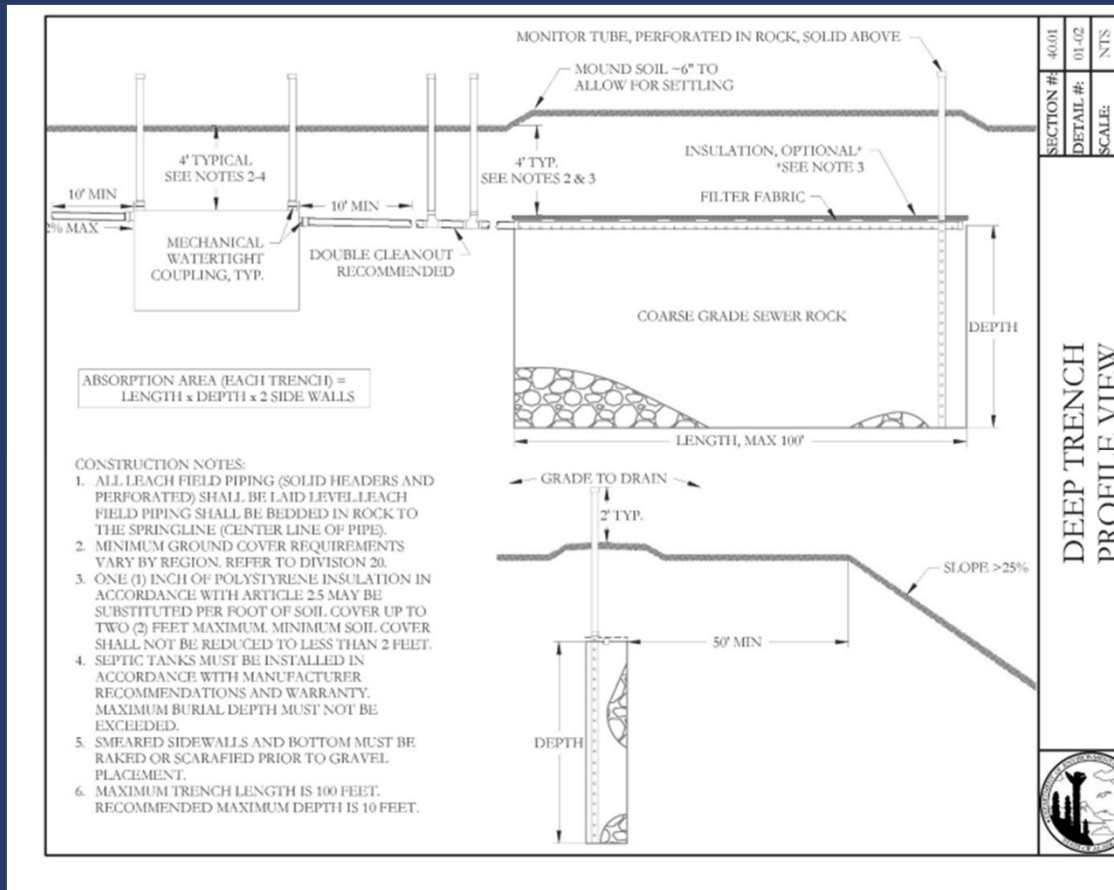 MONITOR TUBE, PERFORATED IN ROCK, SOLID ABOVE
MOUND SOIL ~6" TO
ALLOW FOR SETTLING
4' TYPICAL
SEE NOTES 2-4
4' TYP.
SEE NOTES 2 & 3
INSULATION, OPTIONAL*
*SEE NOTE 3
FILTER FABRIC
10' MIN
10' MIN
2% MAX
MECHANICAL
WATERTIGHT
COUPLING, TYP.
DOUBLE CLEANOUT
RECOMMENDED
COARSE GRADE SEWER ROCK
DEPTH
ABSORPTION AREA (EACH TRENCH) =
LENGTH x DEPTH x 2 SIDE WALLS
LENGTH, MAX 100'
CONSTRUCTION NOTES:
1. ALL LEACH FIELD PIPING (SOLID HEADERS AND
PERFORATED) SHALL BE LAID LEVEL.LEACH
FIELD PIPING SHALL BE BEDDED IN ROCK TO
THE SPRINGLINE (CENTER LINE OF PIPE).
2. MINIMUM GROUND COVER REQUIREMENTS
VARY BY REGION. REFER TO DIVISION 20.
3. ONE (1) INCH OF POLYSTYRENE INSULATION IN
ACCORDANCE WITH ARTICLE 2.5 MAY BE
SUBSTITUTED PER FOOT OF SOIL COVER UP TO
TWO (2) FEET MAXIMUM. MINIMUM SOIL COVER
SHALL NOT BE REDUCED TO LESS THAN 2 FEET.
4. SEPTIC TANKS MUST BE INSTALLED IN
ACCORDANCE WITH MANUFACTURER
RECOMMENDATIONS AND WARRANTY.
MAXIMUM BURIAL DEPTH MUST NOT BE
EXCEEDED.
5. SMEARED SIDEWALLS AND BOTTOM MUST BE
RAKED OR SCARAFIED PRIOR TO GRAVEL
PLACEMENT.
6. MAXIMUM TRENCH LENGTH IS 100 FEET.
RECOMMENDED MAXIMUM DEPTH IS 10 FEET.
GRADE TO DRAIN
2' TYP.
SLOPE >25%
50' MIN
DEPTH
SECTION #: 40.01
DETAIL #: 01-02
SCALE: NTS
DEEP TRENCH
PROFILE VIEW